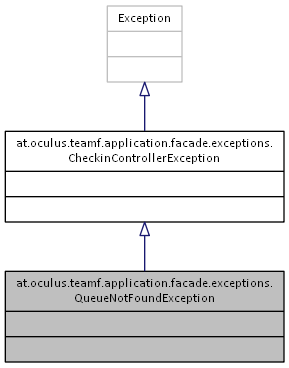 Exception
at.oculus.teamf.application.facade.exceptions.
CheckinControllerException
at.oculus.teamf.application.facade.exceptions.
QueueNotFoundException